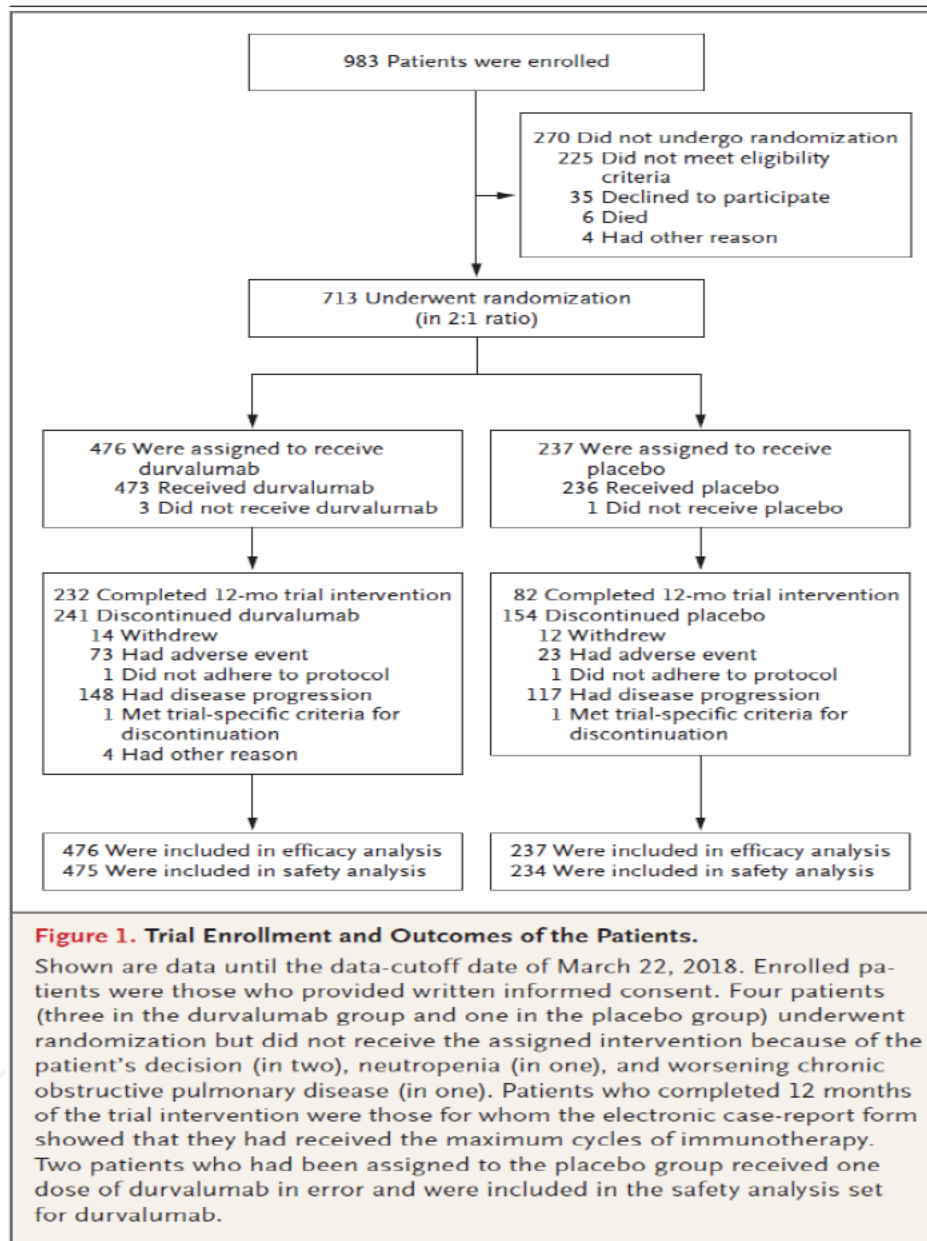 983 Patients were enrolled
270 Did not undergo randomization
225 Did not meet eligibility
criteria
35 Declined to participate
6 Died
4 Had other reason
713 Underwent randomization
(in 2:1 ratio)
476 Were assigned to receive
durvalumab
473 Received durvalumab
3 Did not receive durvalumab
237 Were assigned to receive
placebo
236 Received placebo
1 Did not receive placebo
232 Completed 12-mo trial intervention
241 Discontinued durvalumab
14 Withdrew
73 Had adverse event
1 Did not adhere to protocol
148 Had disease progression
1 Met trial-specific criteria for
discontinuation
4 Had other reason
82 Completed 12-mo trial intervention
154 Discontinued placebo
12 Withdrew
23 Had adverse event
1 Did not adhere to protocol
117 Had disease progression
1 Met trial-specific criteria for
discontinuation
476 Were included in efficacy analysis
475 Were included in safety analysis
237 Were included in efficacy analysis
234 Were included in safety analysis
Figure 1. Trial Enrollment and Outcomes of the Patients.
Shown are data until the data-cutoff date of March 22, 2018. Enrolled pa-
tients were those who provided written informed consent. Four patients
(three in the durvalumab group and one in the placebo group) underwent
randomization but did not receive the assigned intervention because of the
patient's decision (in two), neutropenia (in one), and worsening chronic
obstructive pulmonary disease (in one). Patients who completed 12 months
of the trial intervention were those for whom the electronic case-report form
showed that they had received the maximum cycles of immunotherapy.
Two patients who had been assigned to the placebo group received one
dose of durvalumab in error and were included in the safety analysis set
for durvalumab.